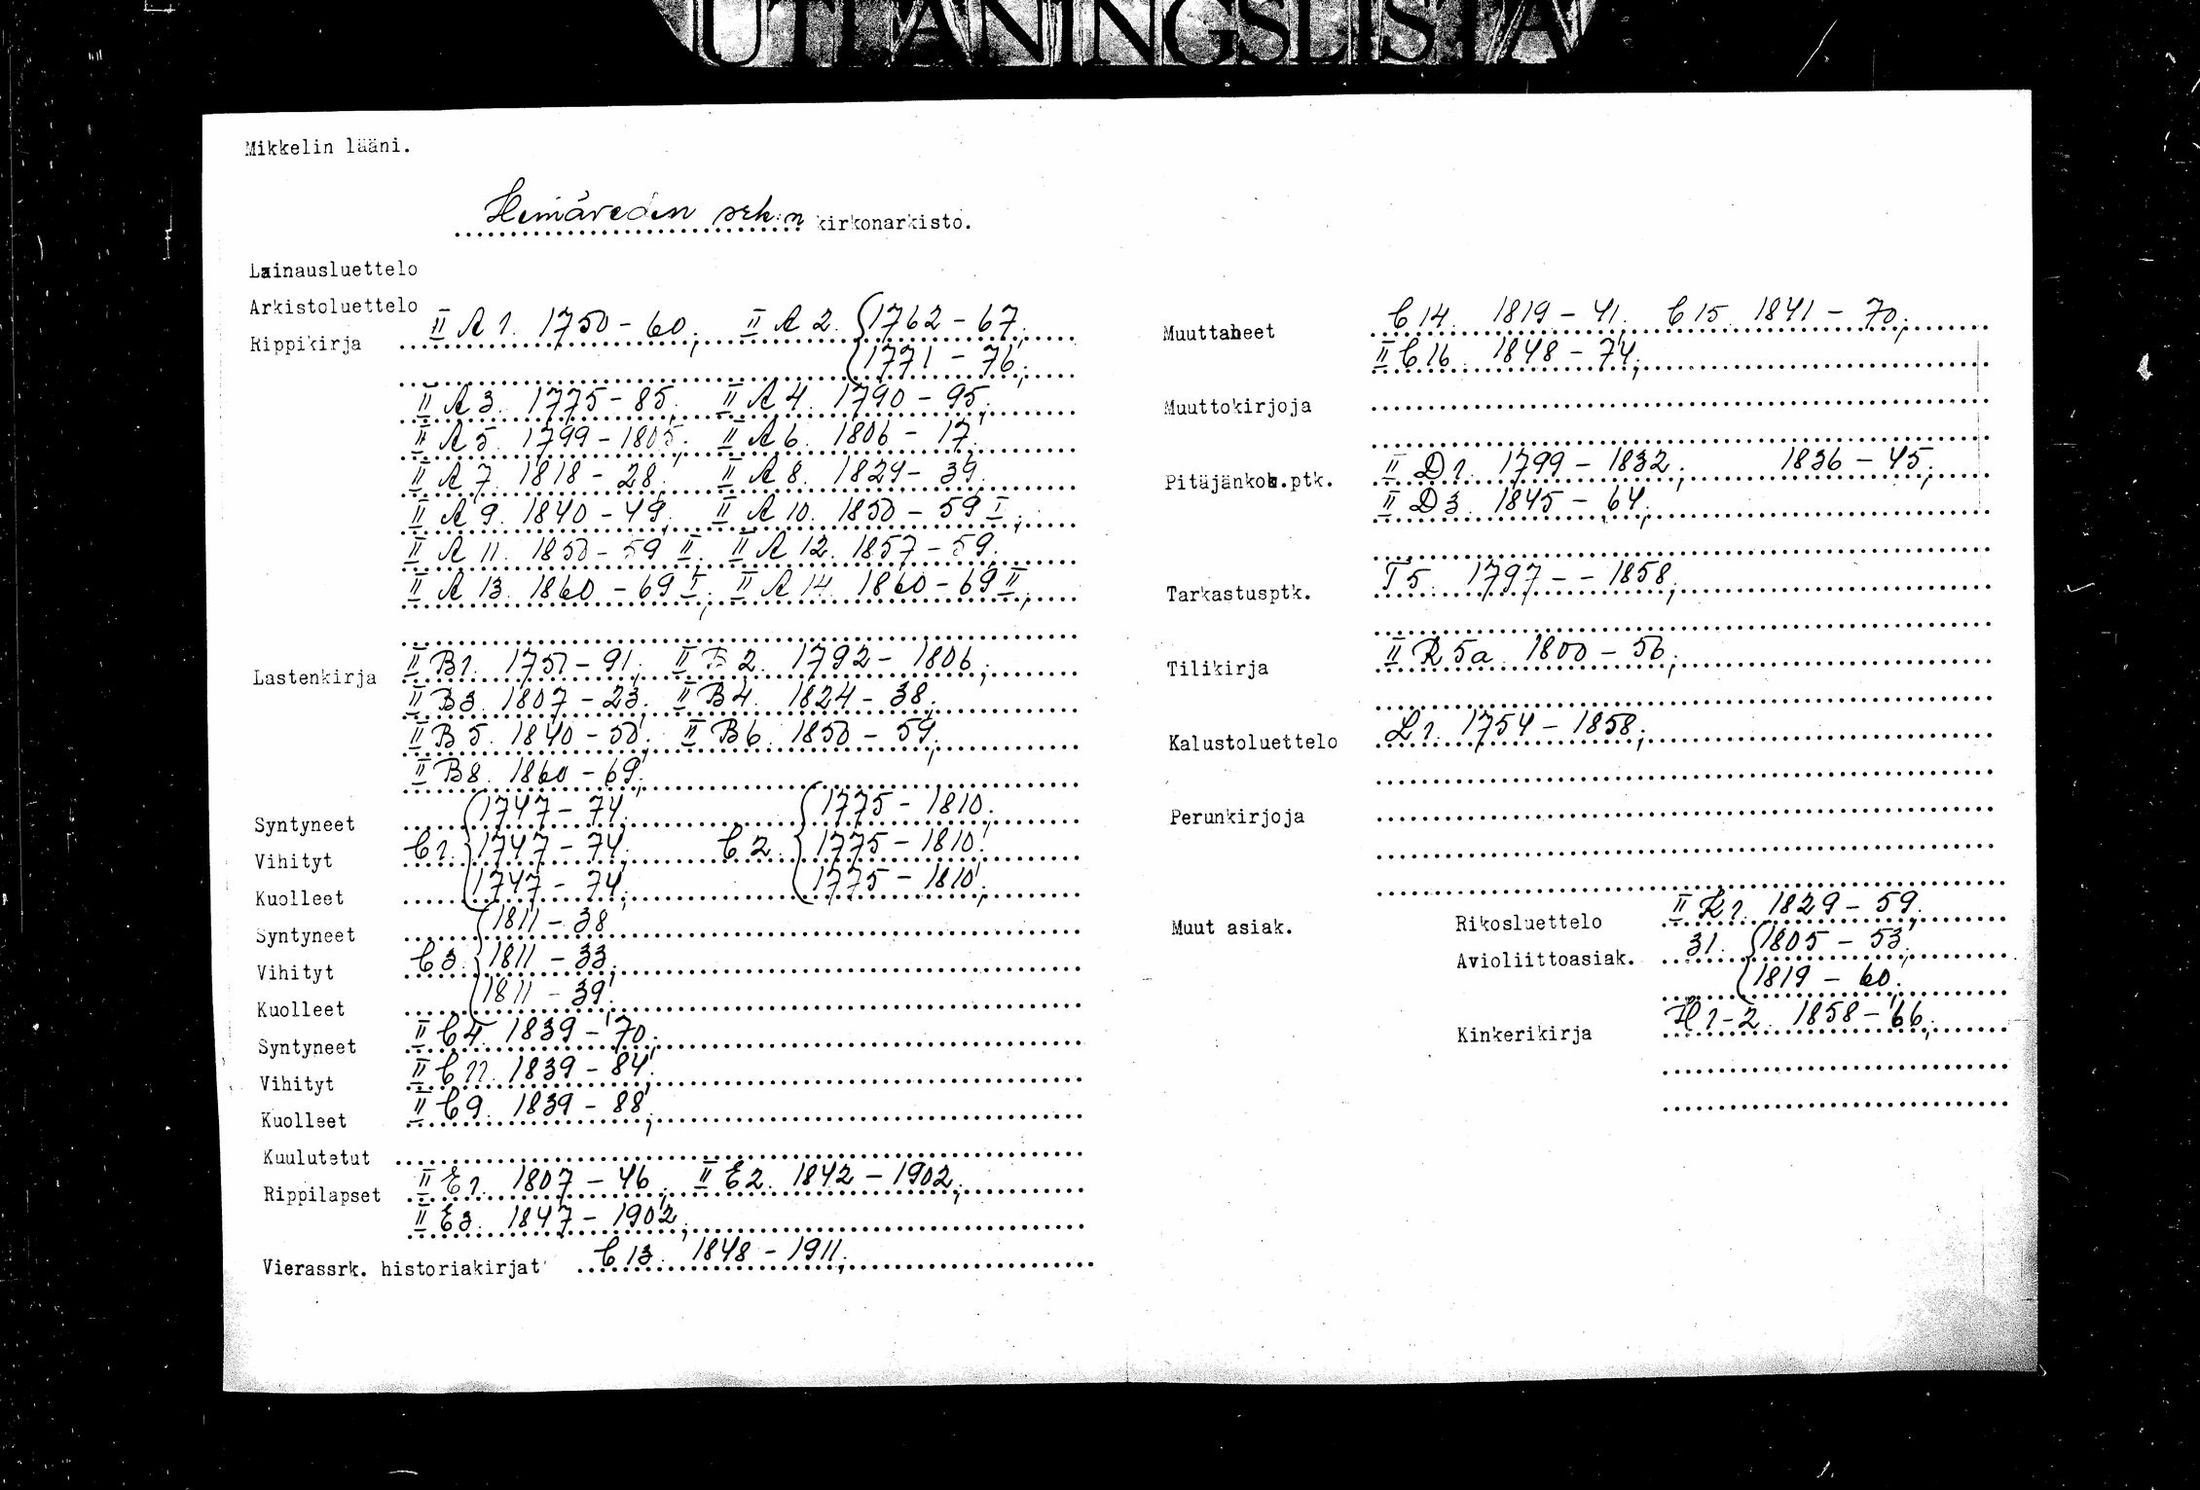 UTLANINGSLISTA
Mikkelin lääni.
Heinäveden srk:n kirkonarkisto.
Lainausluettelo
Arkistoluettelo
Rippikirja II A 1. 1750-60; II A 2. 1762-67;
1771-76;
II A 3. 1775-85; II A 4. 1790-95;
II A 5. 1799-1805; II A 6. 1806-17;
II A 7. 1818-28; II A 8. 1829-39;
II A 9. 1840-49; II A 10. 1850-59 I;
II A 11. 1850-59 II; II A 12. 1857-59;
II A 13. 1860-69 I; II A 14. 1860-69 II;
Lastenkirja II B 1. 1751-91; II B 2. 1792-1806;
II B 3. 1807-23; II B 4. 1824-38;
II B 5. 1840-50; II B 6. 1850-59;
II B 8. 1860-69;
Syntyneet 1747-74; 1775-1810;
Vihityt C 1. 1747-74; C 2. 1775-1810;
Kuolleet 1747-74; 1775-1810;
Syntyneet 1811-38
Vihityt C 3. 1811-33;
Kuolleet 1811-39;
Syntyneet II C 4. 1839-70;
Vihityt II C 11. 1839-84;
Kuolleet II C 9. 1839-88;
Kuulutetut
Rippilapset II E 1. 1807-46; II E 2. 1842-1902;
II E 3. 1847-1902;
Vierassrk. historiakirjat C 13. 1848-1911;
Muuttaneet C 14. 1819-41; C 15. 1841-70;
II C 16. 1848-74;
Muuttokirjoja
Pitäjänkok.ptk. II D 1. 1799-1832; 1836-45;
II D 3. 1845-64;
Tarkastusptk. T 5. 1797--1858;
Tilikirja II R 5a 1800-56;
Kalustoluettelo L 1. 1754-1858;
Perunkirjoja
Muut asiak. Rikosluettelo II K 1. 1829-59;
Avioliittoasiak. 31. 1805-53;
1819-60;
Kinkerikirja H 1-2. 1858-66;